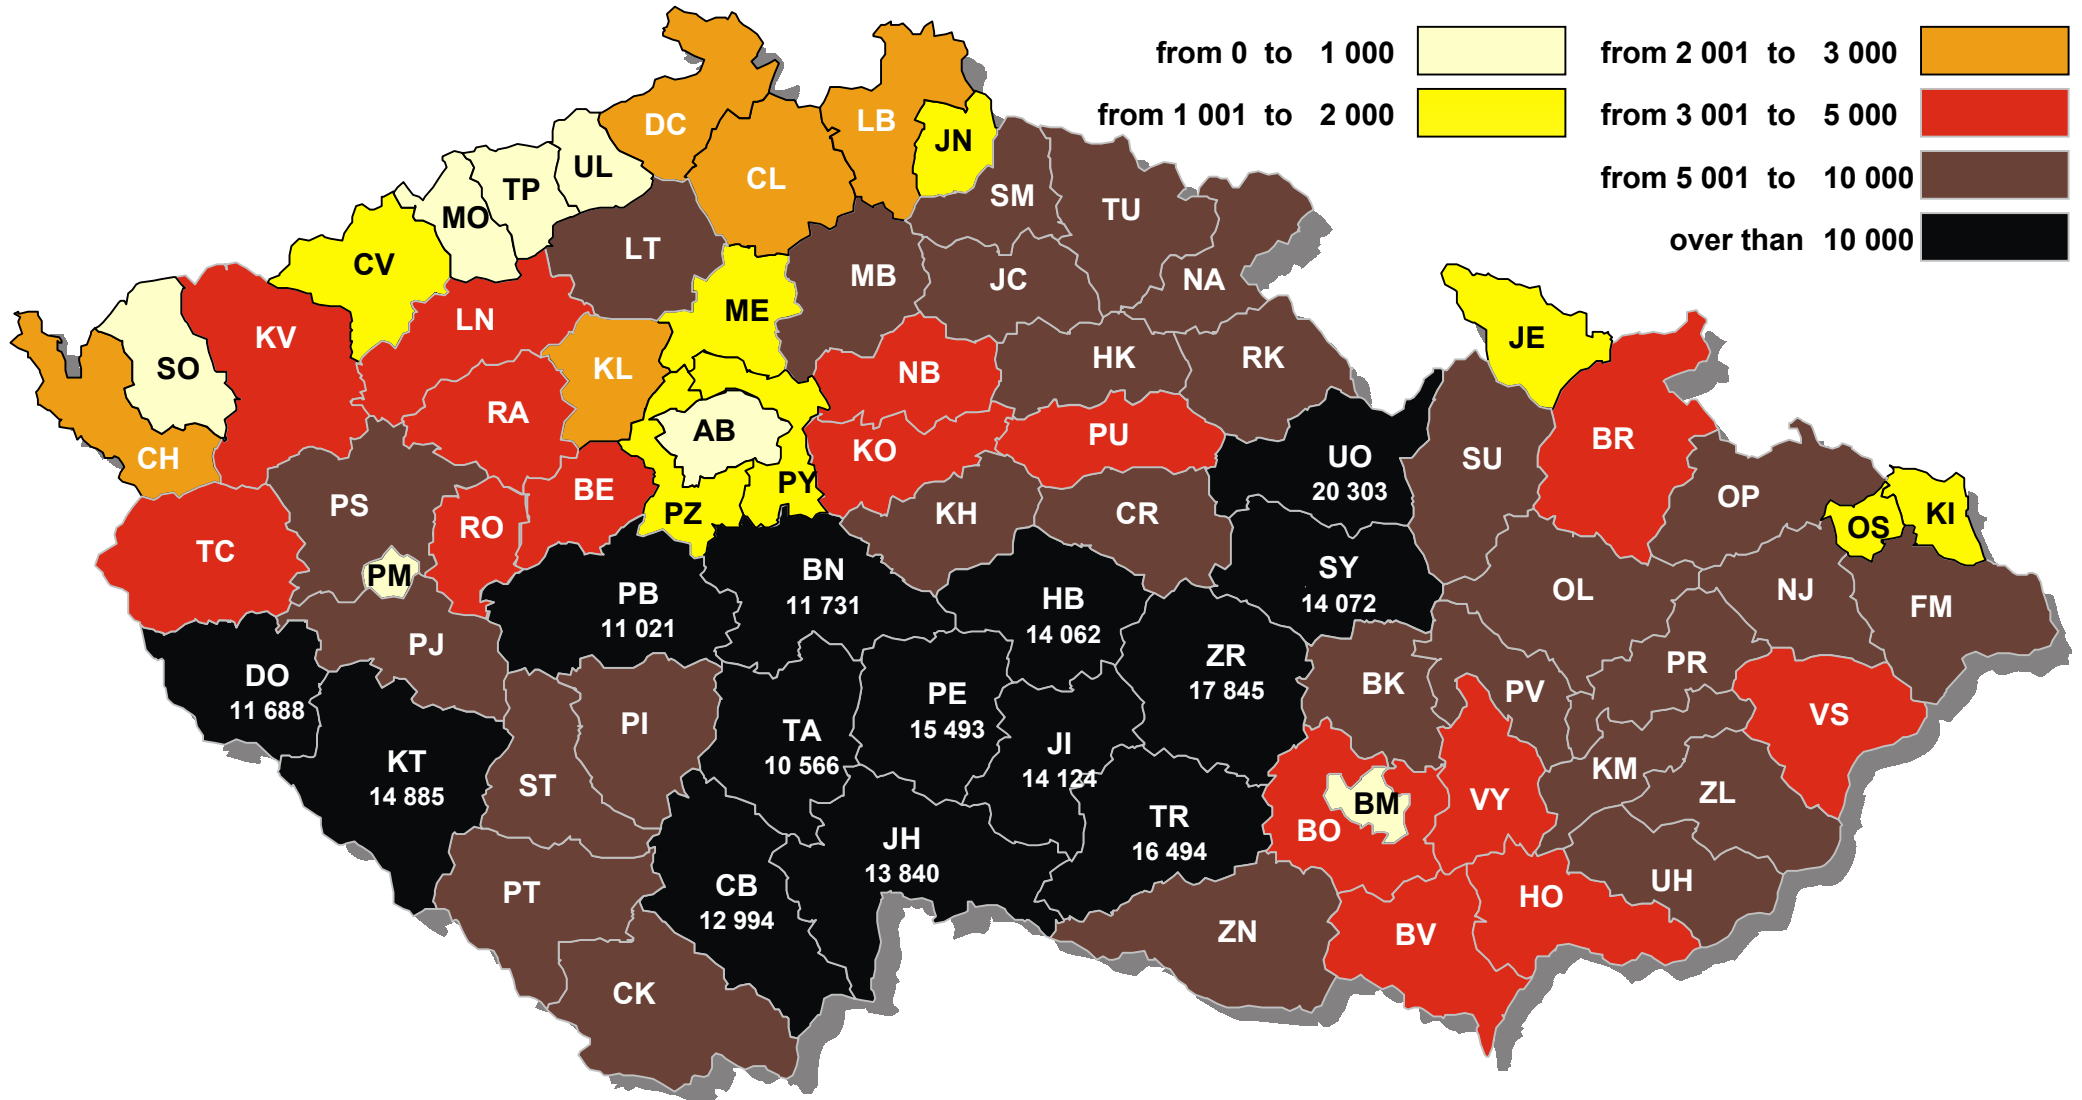 from 0 to 1 000
from 2 001 to 3 000
from 1 001 to 2 000
from 3 001 to 5 000
from 5 001 to 10 000
over than 10 000
DC
LB
JN
UL
TP
CL
MO
SM
TU
LT
CV
MB
JC
NA
ME
LN
KV
JE
SO
KL
NB
HK
RK
RA
AB
CH
KO
PU
BR
UO
20 303
SU
PS
BE
PY
PZ
KH
CR
OP
KI
OS
RO
TC
PM
BN
11 731
SY
14 072
PB
11 021
HB
14 062
OL
NJ
FM
PJ
DO
11 688
ZR
17 845
PR
BK
PV
PE
15 493
VS
PI
TA
10 566
JI
14 124
KT
14 885
ST
KM
ZL
VY
BM
BO
TR
16 494
JH
13 840
PT
CB
12 994
UH
HO
ZN
BV
CK